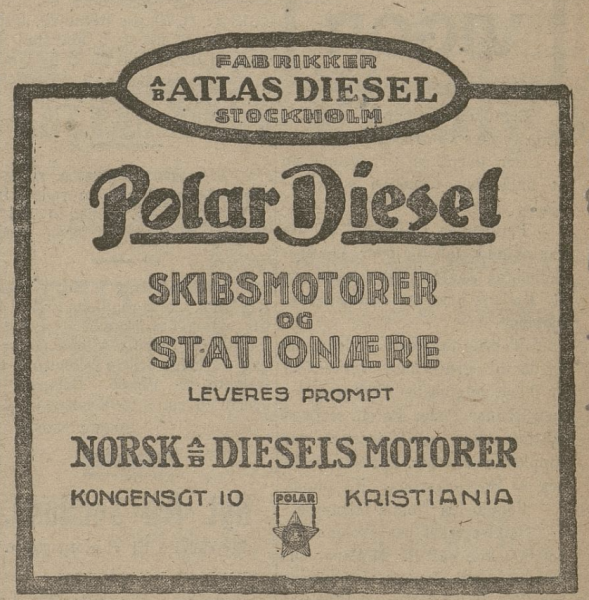 FABRIKKER
A/B ATLAS DIESEL
STOCKHOLM
Polar Diesel
SKIBSMOTORER
OG
STATIONÆRE
LEVERES PROMPT
NORSK A/B DIESELS MOTORER
KONGENSGT. 10 POLAR KRISTIANIA